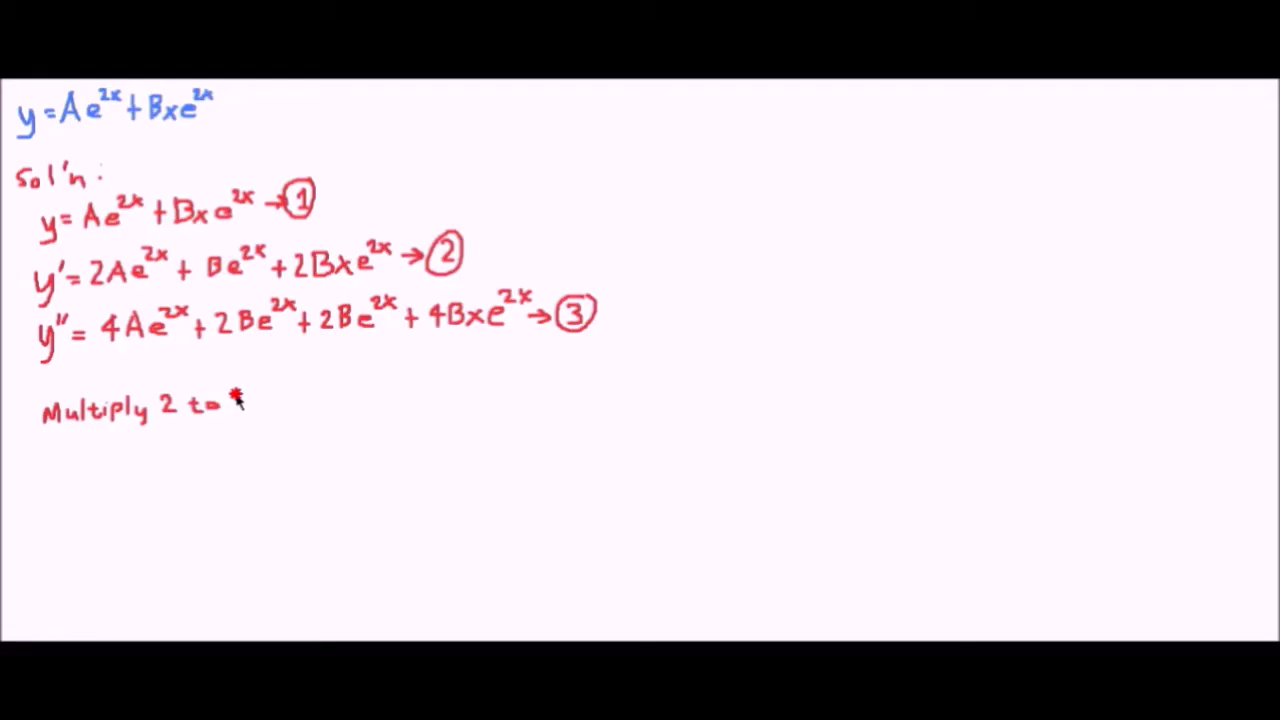 y = Ae^{2x} + Bxe^{2x}
Sol'n :
y = Ae^{2x} + Bxe^{2x} → ①
y' = 2Ae^{2x} + Be^{2x} + 2Bxe^{2x} → ②
y'' = 4Ae^{2x} + 2Be^{2x} + 2Be^{2x} + 4Bxe^{2x} → ③
Multiply 2 to